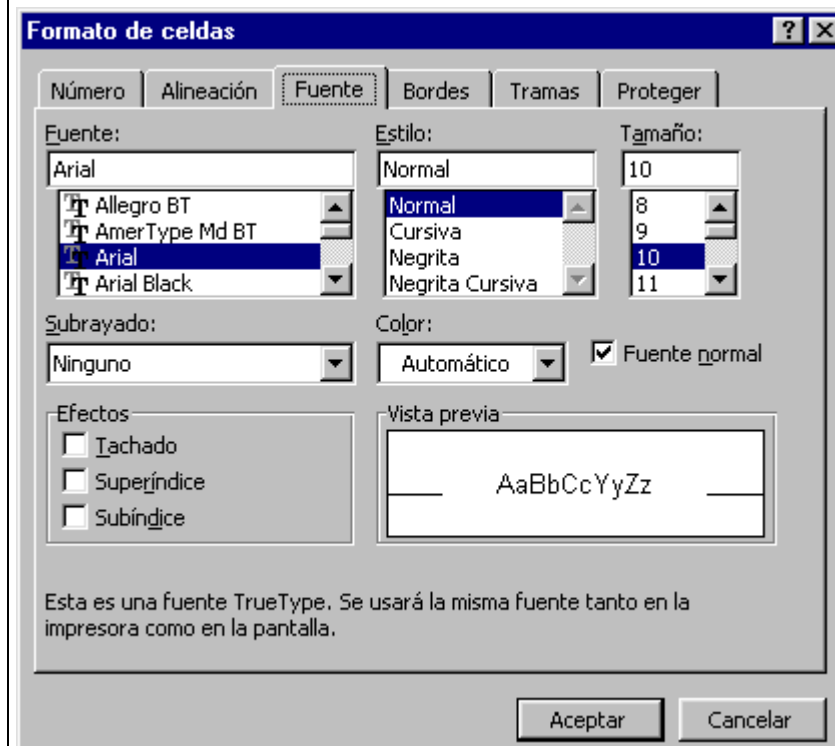 Formato de celdas
Número Alineación Fuente Bordes Tramas Proteger
Fuente: Estilo: Tamaño:
Arial Normal 10
Allegro BT Normal 8
AmerType Md BT Cursiva 9
Arial Negrita 10
Arial Black Negrita Cursiva 11
Subrayado: Color:
Ninguno Automático Fuente normal
Efectos Vista previa
Tachado
Superíndice AaBbCcYyZz
Subíndice
Esta es una fuente TrueType. Se usará la misma fuente tanto en la
impresora como en la pantalla.
Aceptar Cancelar